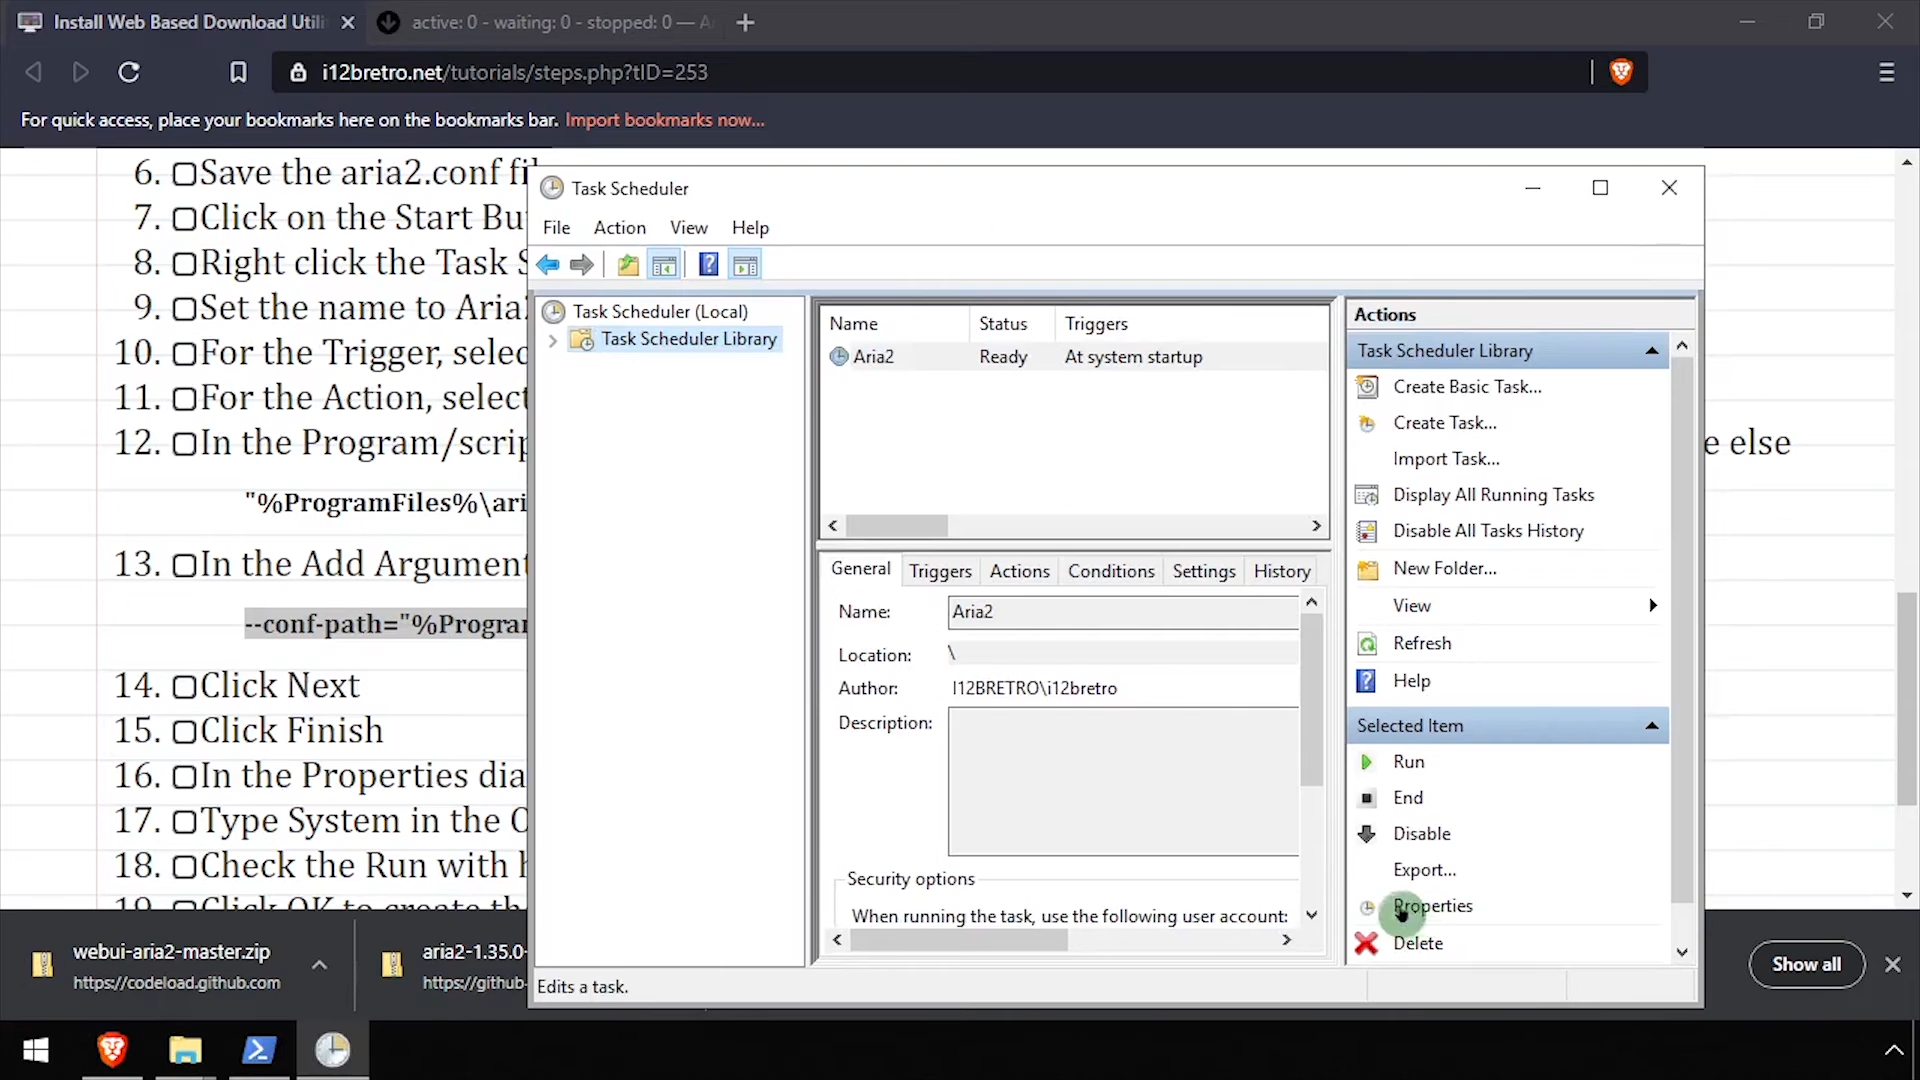 Install Web Based Download Utili
active: 0 - waiting: 0 - stopped: 0 — A
i12bretro.net/tutorials/steps.php?tID=253
For quick access, place your bookmarks here on the bookmarks bar. Import bookmarks now...
6. Save the aria2.conf fil
7. Click on the Start Bu
8. Right click the Task S
9. Set the name to Aria2
10. For the Trigger, selec
11. For the Action, select
12. In the Program/scrip
e else
"%ProgramFiles%\ari
13. In the Add Argument
--conf-path="%Program
14. Click Next
15. Click Finish
16. In the Properties dia
17. Type System in the O
18. Check the Run with h
19. Click OK to create the
Task Scheduler
File Action View Help
Task Scheduler (Local)
Task Scheduler Library
Name Status Triggers
Aria2 Ready At system startup
General Triggers Actions Conditions Settings History
Name: Aria2
Location: \
Author: I12BRETRO\i12bretro
Description:
Security options
When running the task, use the following user account:
Actions
Task Scheduler Library
Create Basic Task...
Create Task...
Import Task...
Display All Running Tasks
Disable All Tasks History
New Folder...
View
Refresh
Help
Selected Item
Run
End
Disable
Export...
Properties
Delete
Edits a task.
webui-aria2-master.zip
https://codeload.github.com
aria2-1.35.0-
https://github-
Show all